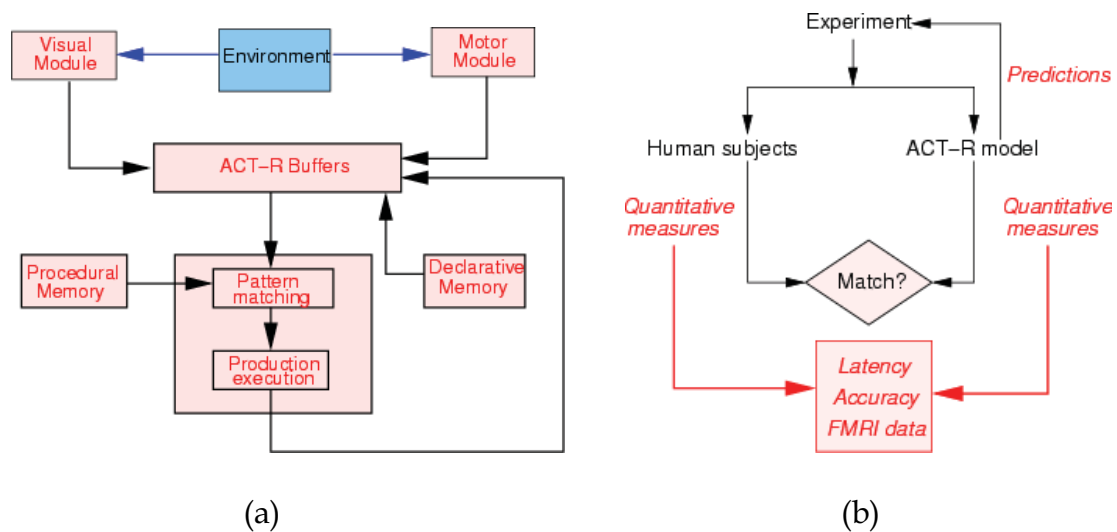 Visual
Module
Environment
Motor
Module
ACT-R Buffers
Procedural
Memory
Pattern
matching
Declarative
Memory
Production
execution
(a)
Experiment
Predictions
Human subjects
ACT-R model
Quantitative
measures
Quantitative
measures
Match?
Latency
Accuracy
FMRI data
(b)